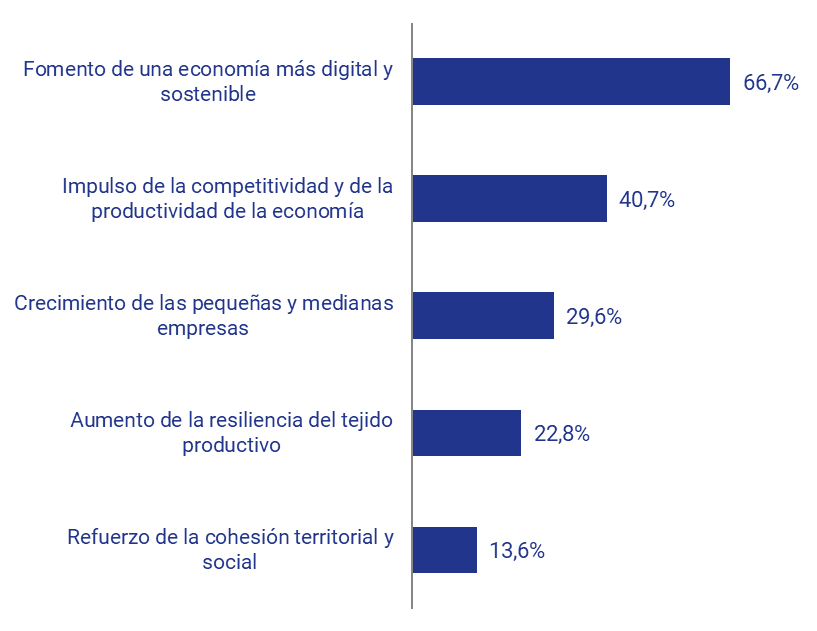 Fomento de una economía más digital y
sostenible
66,7%
Impulso de la competitividad y de la
productividad de la economía
40,7%
Crecimiento de las pequeñas y medianas
empresas
29,6%
Aumento de la resiliencia del tejido
productivo
22,8%
Refuerzo de la cohesión territorial y
social
13,6%